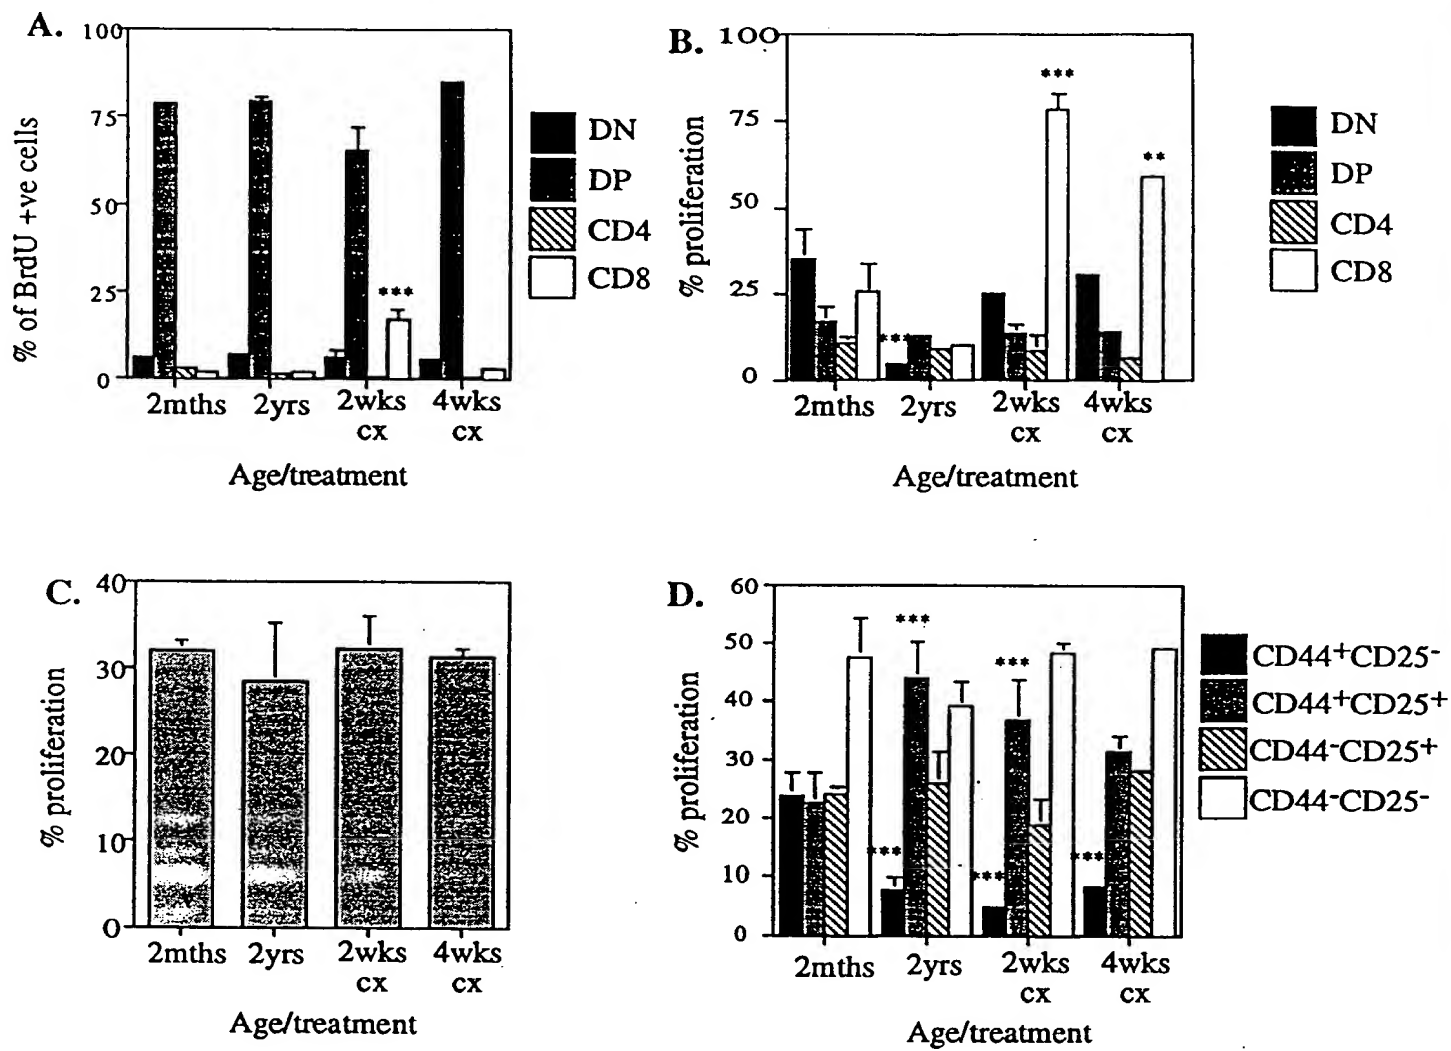 A.
100
75
50
25
0
% of BrdU +ve cells
***
2mths 2yrs 2wks 4wks
cx cx
Age/treatment
DN
DP
CD4
CD8
B.
100
75
50
25
0
% proliferation
***
***
**
2mths 2yrs 2wks 4wks
cx cx
Age/treatment
DN
DP
CD4
CD8
C.
40
30
20
10
0
% proliferation
2mths 2yrs 2wks 4wks
cx cx
Age/treatment
D.
60
50
40
30
20
10
0
% proliferation
***
***
***
***
***
2mths 2yrs 2wks 4wks
cx cx
Age/treatment
CD44+CD25-
CD44+CD25+
CD44-CD25+
CD44-CD25-